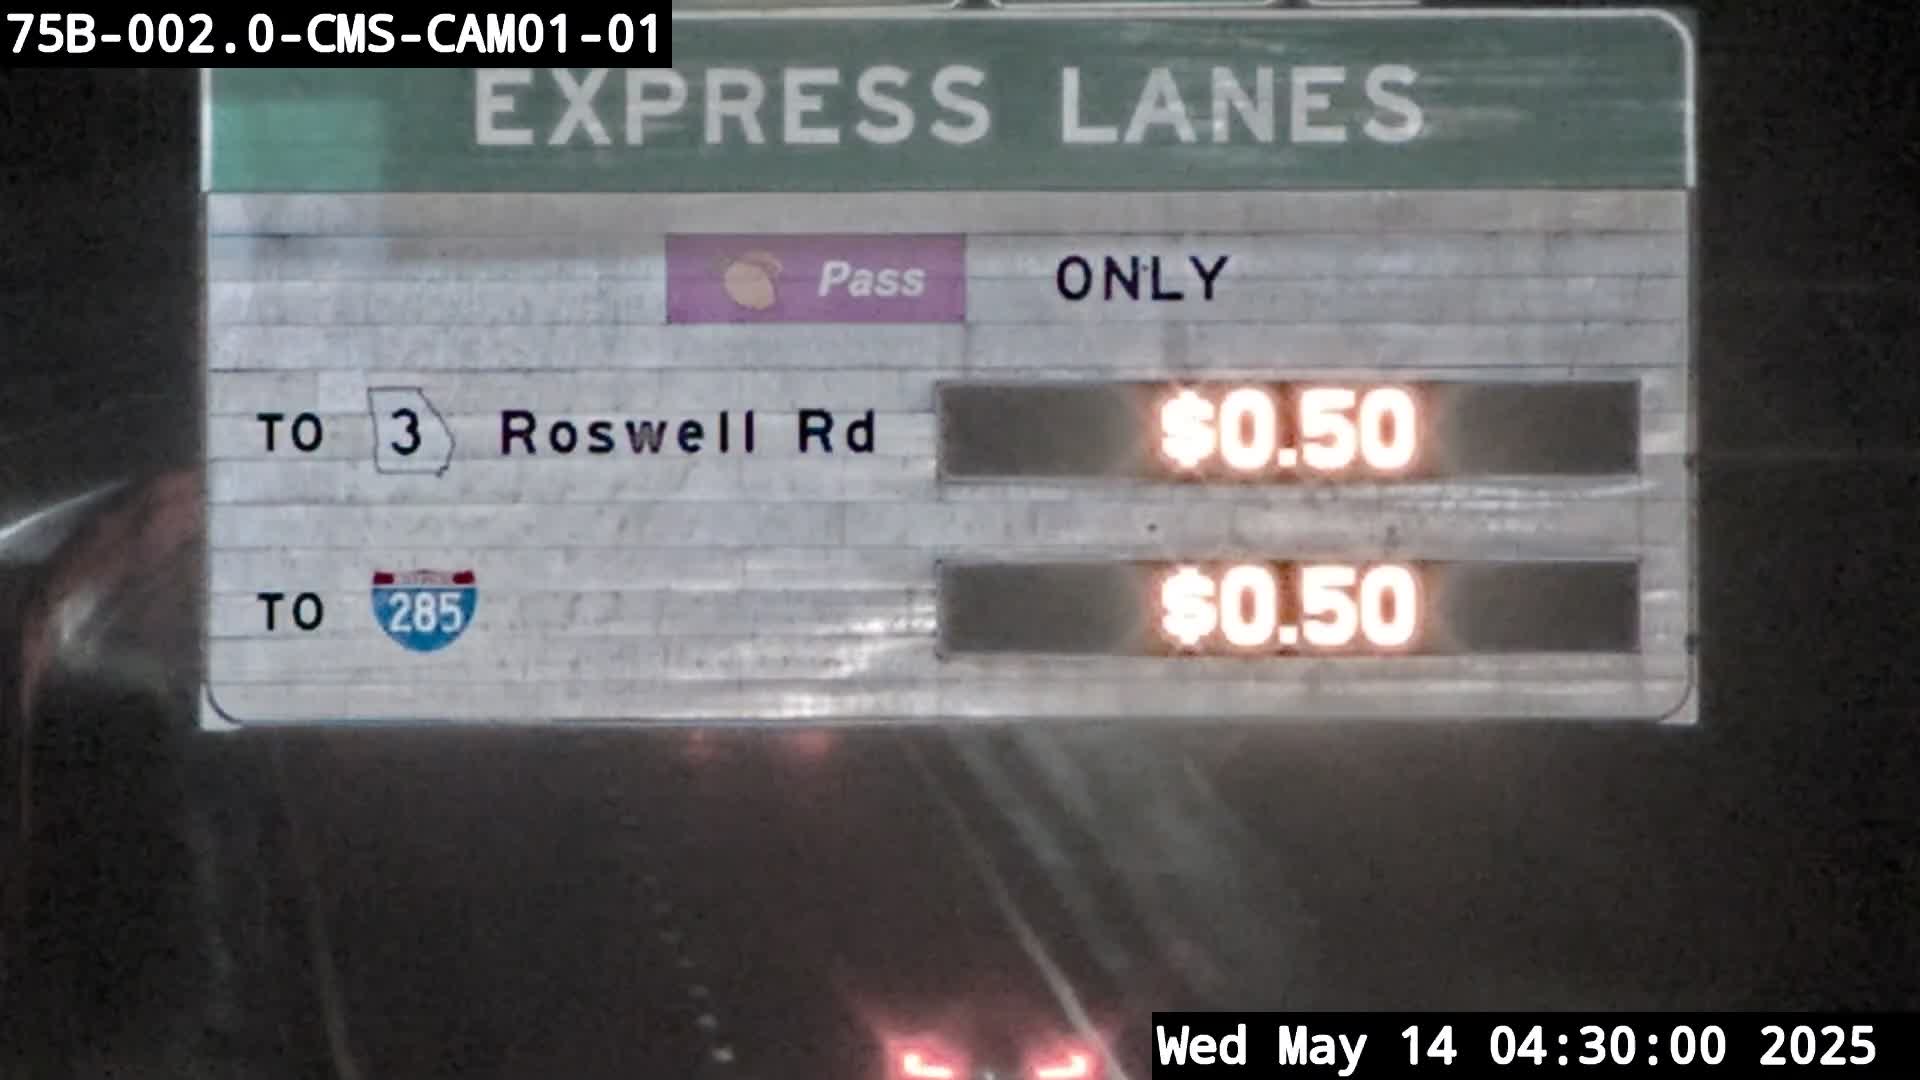 75B-002.0-CMS-CAM01-01
EXPRESS LANES
Pass ONLY
TO 3 Roswell Rd $0.50
TO 285 $0.50
Wed May 14 04:30:00 2025